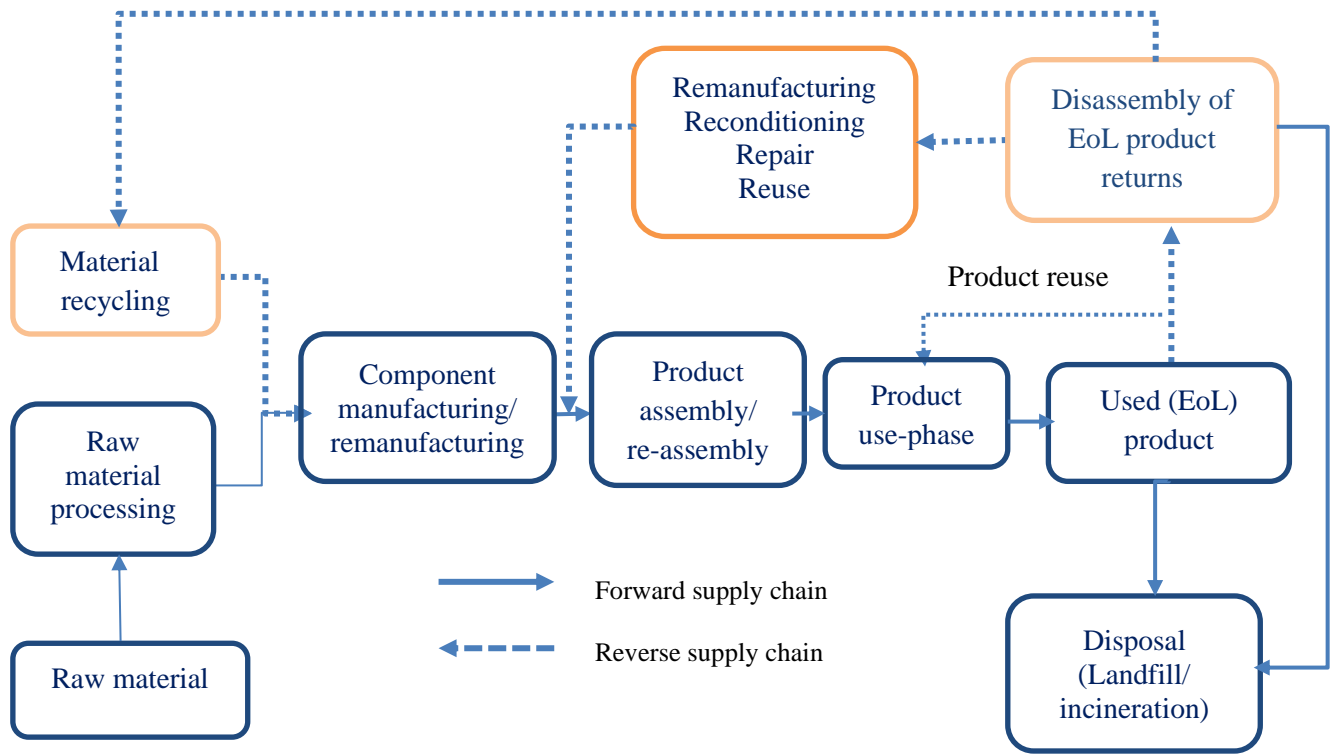 Remanufacturing
Reconditioning
Repair
Reuse
Disassembly of
EoL product
returns
Material
recycling
Product reuse
Component
manufacturing/
remanufacturing
Product
assembly/
re-assembly
Product
use-phase
Used (EoL)
product
Raw
material
processing
Forward supply chain
Reverse supply chain
Raw material
Disposal
(Landfill/
incineration)